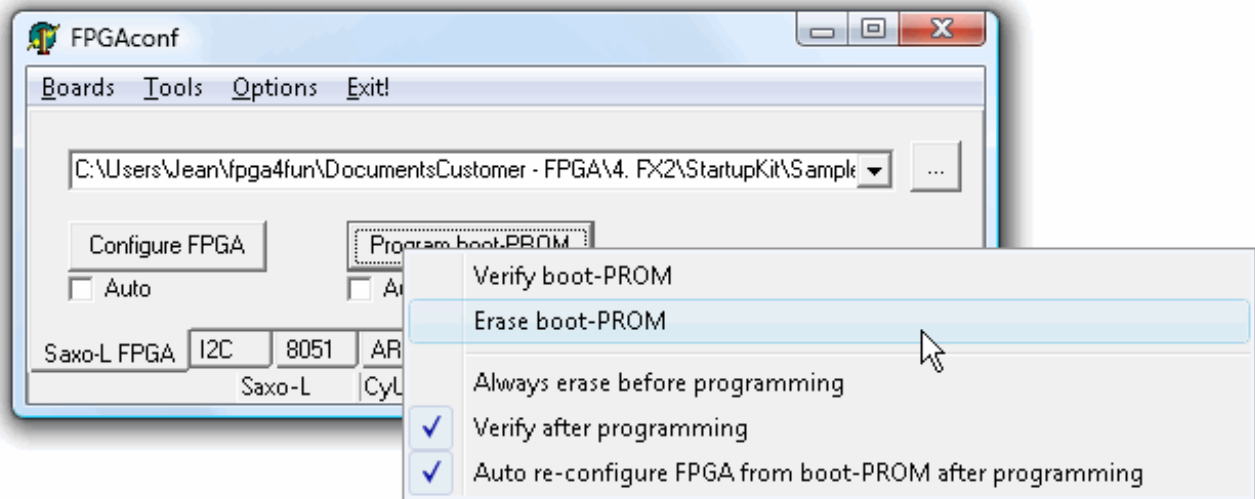 FPGAconf
Boards Tools Options Exit!
C:\Users\Jean\fpga4fun\DocumentsCustomer - FPGA\4. FX2\StartupKit\Sample
...
Configure FPGA Program boot-PROM
Auto
Verify boot-PROM
Erase boot-PROM
Saxo-L FPGA I2C 8051
Always erase before programming
Saxo-L
Verify after programming
Auto re-configure FPGA from boot-PROM after programming